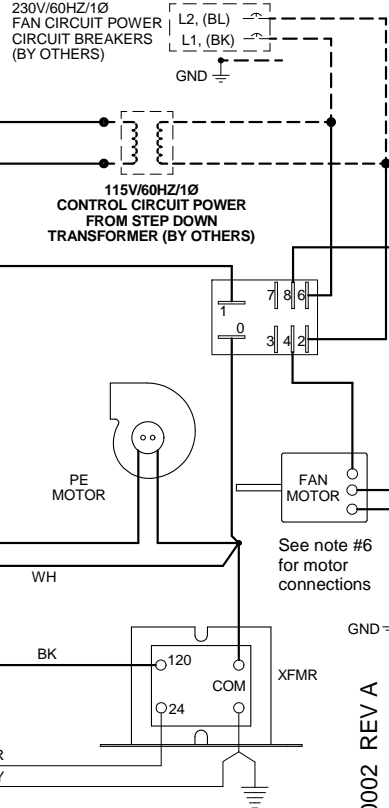 230V/60HZ/1Ø
FAN CIRCUIT POWER
CIRCUIT BREAKERS
(BY OTHERS)
L2, (BL)
L1, (BK)
GND
115V/60HZ/1Ø
CONTROL CIRCUIT POWER
FROM STEP DOWN
TRANSFORMER (BY OTHERS)
7 8 6
1
0
3 4 2
PE
MOTOR
FAN
MOTOR
See note #6
for motor
connections
WH
GND
BK
120
COM
XFMR
24
REV A